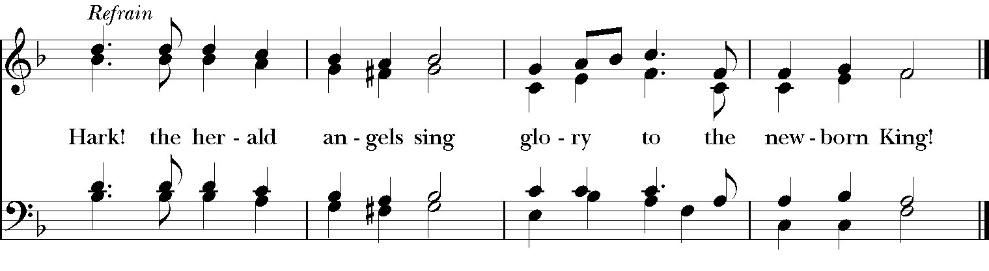 Refrain
Hark! the her - ald an - gels sing glo - ry to the new - born King!